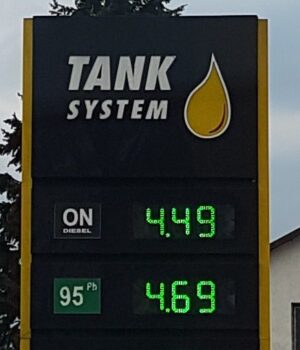 TANK
SYSTEM
ON
DIESEL
4.49
95 Pb
4.69